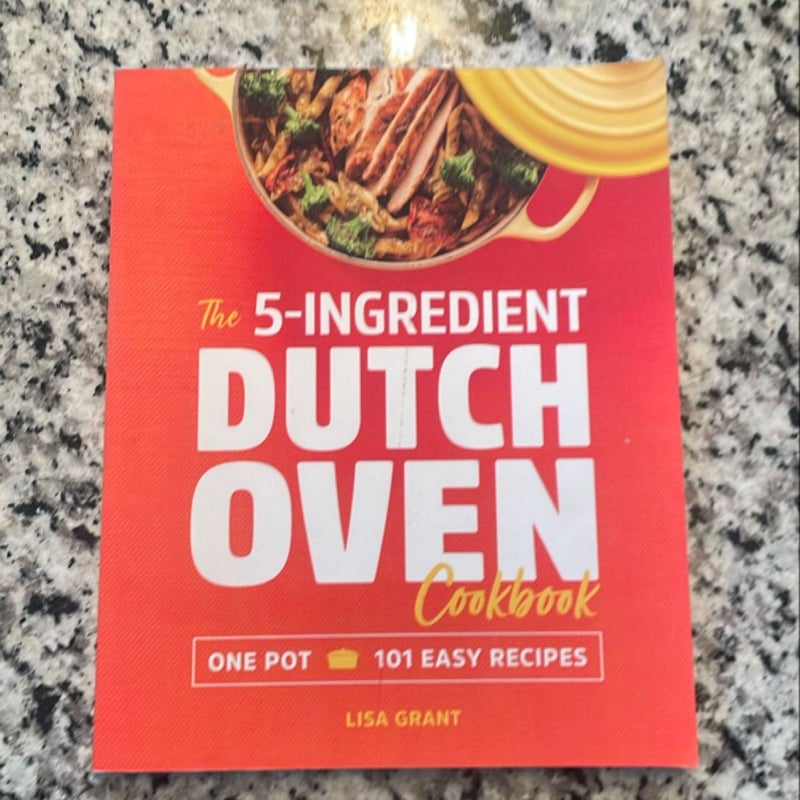 The 5-INGREDIENT
DUTCH
OVEN
Cookbook
ONE POT 101 EASY RECIPES
LISA GRANT